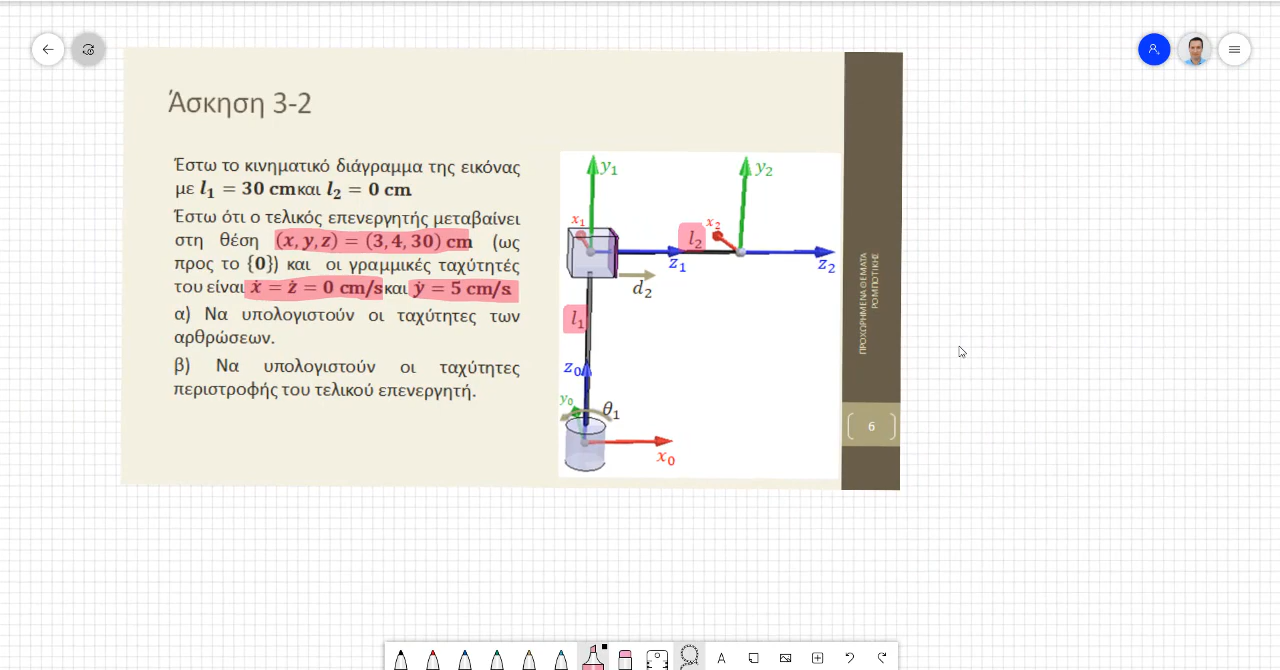 Άσκηση 3-2
Έστω το κινηματικό διάγραμμα της εικόνας
με l₁ = 30 cm και l₂ = 0 cm
Έστω ότι ο τελικός επενεργητής μεταβαίνει
στη θέση (x, y, z) = (3, 4, 30) cm (ως
προς το {0}) και οι γραμμικές ταχύτητές
του είναι ẋ = ż = 0 cm/s και ẏ = 5 cm/s
α) Να υπολογιστούν οι ταχύτητες των
αρθρώσεων.
β) Να υπολογιστούν οι ταχύτητες
περιστροφής του τελικού επενεργητή.
y₁
y₂
x₁
x₂
l₂
z₁
z₂
d₂
l₁
z₀
y₀
θ₁
x₀
ΠΡΟΧΩΡΗΜΕΝΑ ΘΕΜΑΤΑ
ΡΟΜΠΟΤΙΚΗΣ
6
A